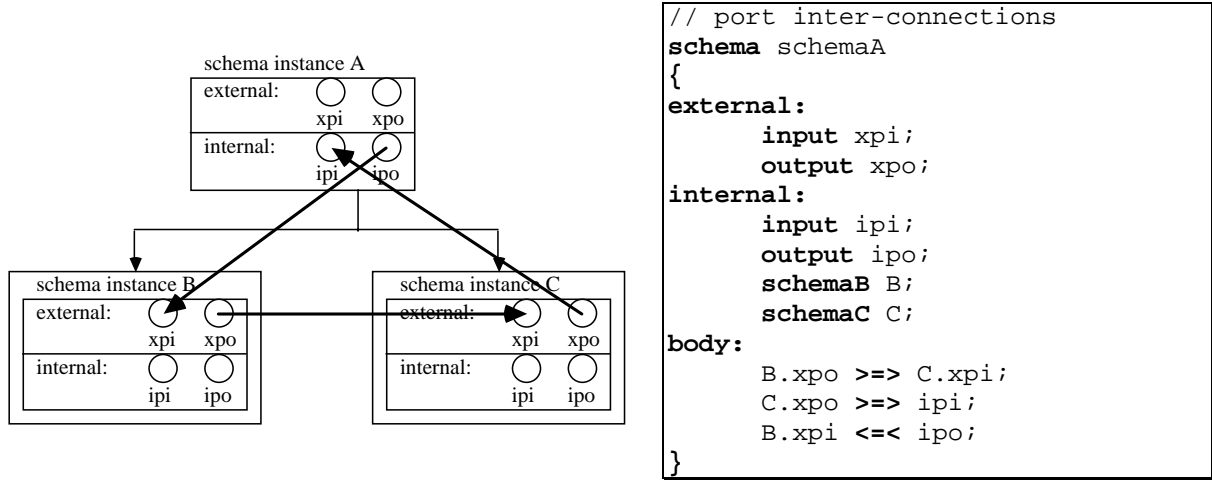 schema instance A
external:
xpi xpo
internal:
ipi ipo
schema instance B
external:
xpi xpo
internal:
ipi ipo
schema instance C
external:
xpi xpo
internal:
ipi ipo
// port inter-connections
schema schemaA
{
external:
input xpi;
output xpo;
internal:
input ipi;
output ipo;
schemaB B;
schemaC C;
body:
B.xpo >=> C.xpi;
C.xpo >=> ipi;
B.xpi <=< ipo;
}